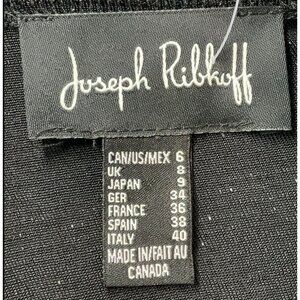 Joseph Ribkoff
CAN/US/MEX 6
UK 8
JAPAN 9
GER 34
FRANCE 36
SPAIN 38
ITALY 40
MADE IN/FAIT AU
CANADA